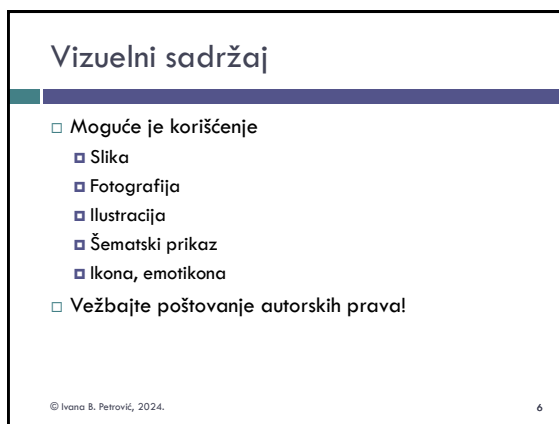 Vizuelni sadržaj
Moguće je korišćenje
Slika
Fotografija
Ilustracija
Šematski prikaz
Ikona, emotikona
Vežbajte poštovanje autorskih prava!
© Ivana B. Petrović, 2024.
6